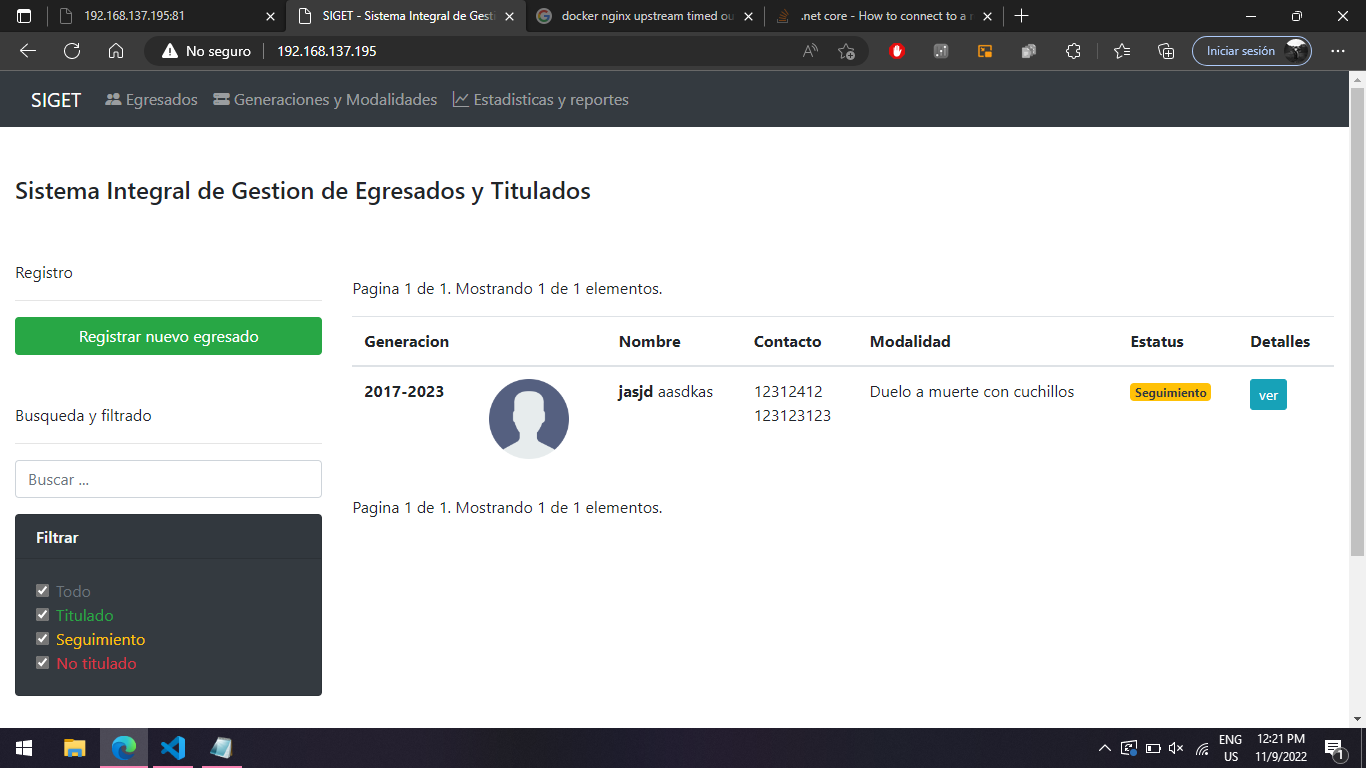 192.168.137.195:81
SIGET - Sistema Integral de Gesti
docker nginx upstream timed ou
.net core - How to connect to a r
No seguro
192.168.137.195
Iniciar sesión
SIGET
Egresados
Generaciones y Modalidades
Estadisticas y reportes
Sistema Integral de Gestion de Egresados y Titulados
Registro
Registrar nuevo egresado
Busqueda y filtrado
Buscar ...
Filtrar
Todo
Titulado
Seguimiento
No titulado
Pagina 1 de 1. Mostrando 1 de 1 elementos.
Generacion Nombre Contacto Modalidad Estatus Detalles
2017-2023 jasjd aasdkas 12312412 Duelo a muerte con cuchillos Seguimiento ver
123123123
Pagina 1 de 1. Mostrando 1 de 1 elementos.
ENG
US
12:21 PM
11/9/2022
1